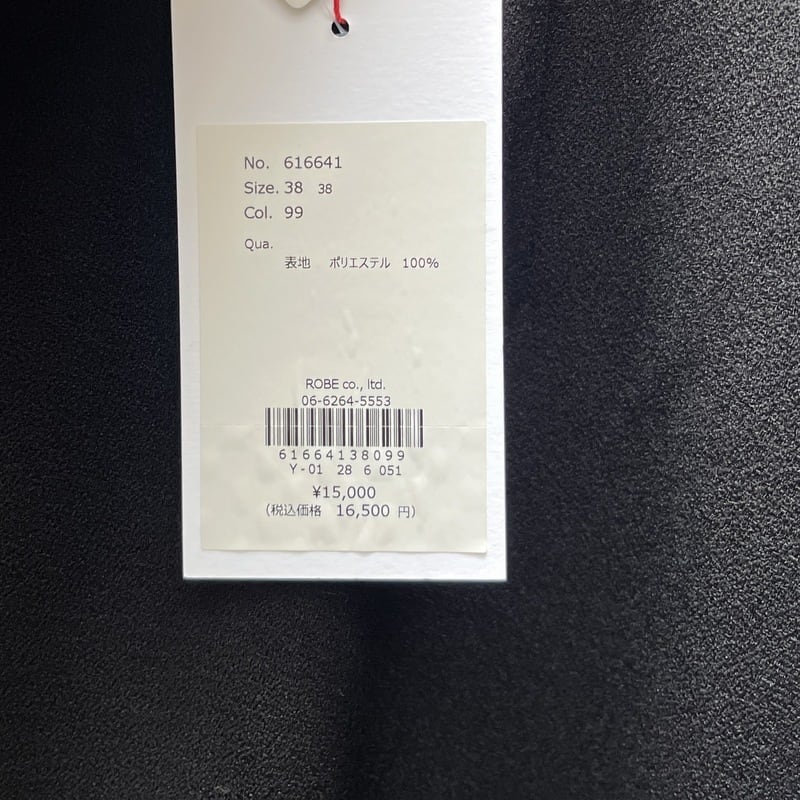 No. 616641
Size. 38 38
Col. 99
Qua.
表地 ポリエステル 100%
ROBE co., ltd.
06-6264-5553
61664138099
Y-01 28 6 051
¥15,000
(税込価格 16,500 円)